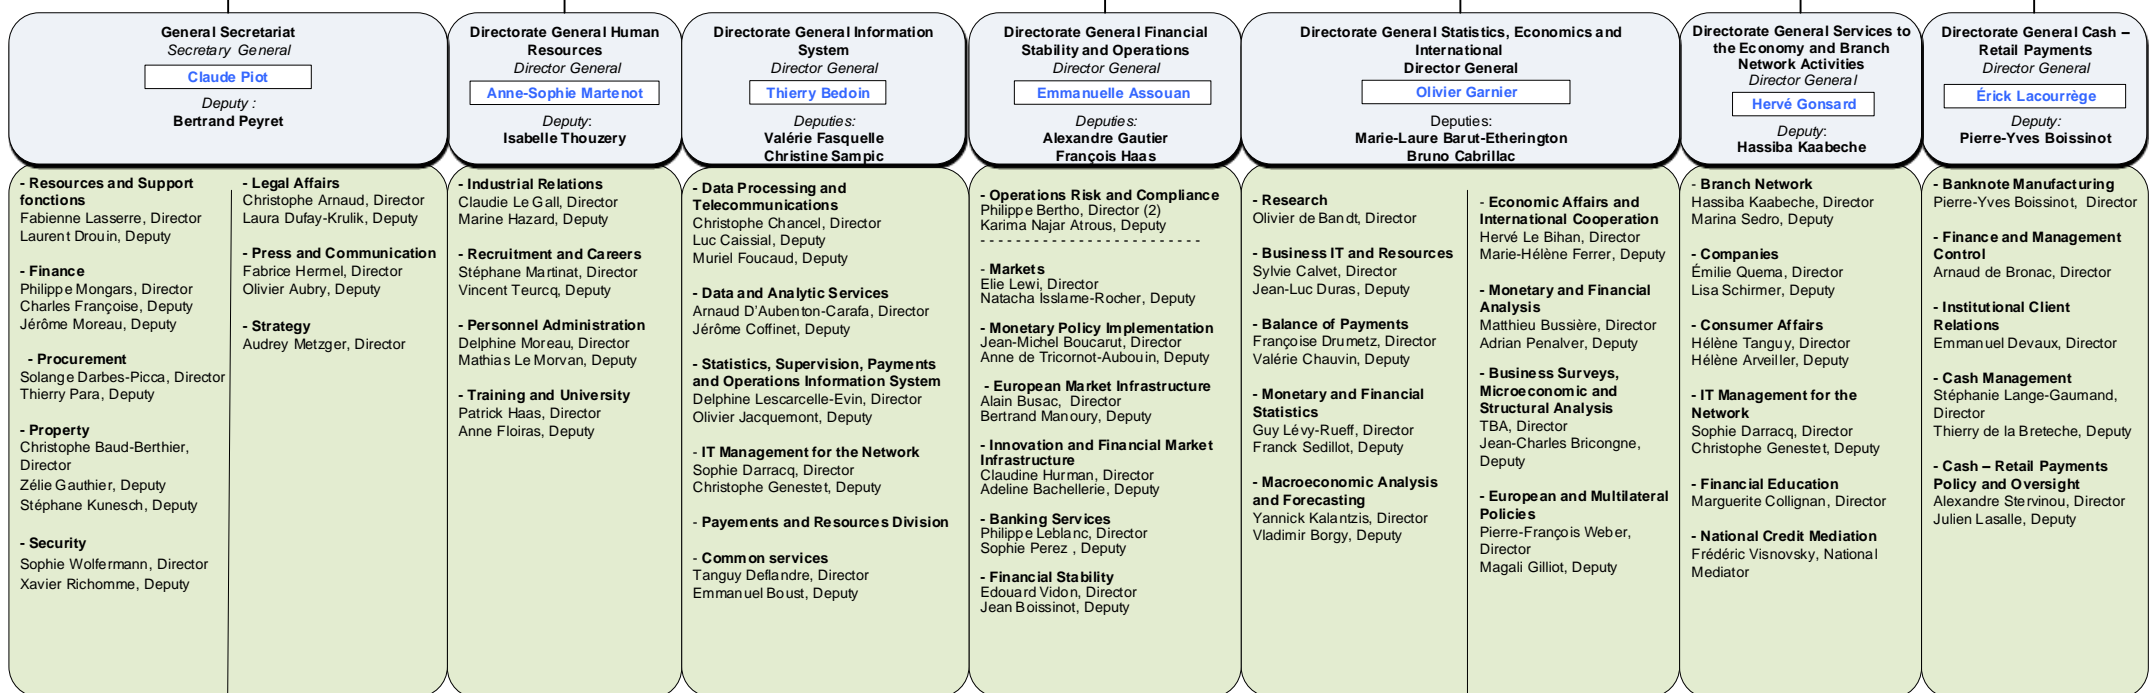 General Secretariat
Secretary General
Claude Piot
Deputy :
Bertrand Peyret
- Resources and Support
fonctions
Fabienne Lasserre, Director
Laurent Drouin, Deputy
- Finance
Philippe Mongars, Director
Charles Françoise, Deputy
Jérôme Moreau, Deputy
- Procurement
Solange Darbes-Picca, Director
Thierry Para, Deputy
- Property
Christophe Baud-Berthier,
Director
Zélie Gauthier, Deputy
Stéphane Kunesch, Deputy
- Security
Sophie Wolfermann, Director
Xavier Richomme, Deputy
- Legal Affairs
Christophe Arnaud, Director
Laura Dufay-Krulik, Deputy
- Press and Communication
Fabrice Hermel, Director
Olivier Aubry, Deputy
- Strategy
Audrey Metzger, Director
Directorate General Human
Resources
Director General
Anne-Sophie Martenot
Deputy:
Isabelle Thouzery
- Industrial Relations
Claudie Le Gall, Director
Marine Hazard, Deputy
- Recruitment and Careers
Stéphane Martinat, Director
Vincent Teurcq, Deputy
- Personnel Administration
Delphine Moreau, Director
Mathias Le Morvan, Deputy
- Training and University
Patrick Haas, Director
Anne Floiras, Deputy
Directorate General Information
System
Director General
Thierry Bedoin
Deputies:
Valérie Fasquelle
Christine Sampic
- Data Processing and
Telecommunications
Christophe Chancel, Director
Luc Caissial, Deputy
Muriel Foucaud, Deputy
- Data and Analytic Services
Arnaud D'Aubenton-Carafa, Director
Jérôme Coffinet, Deputy
- Statistics, Supervision, Payments
and Operations Information System
Delphine Lescarcelle-Evin, Director
Olivier Jacquemont, Deputy
- IT Management for the Network
Sophie Darracq, Director
Christophe Genestet, Deputy
- Payements and Resources Division
- Common services
Tanguy Deflandre, Director
Emmanuel Boust, Deputy
Directorate General Financial
Stability and Operations
Director General
Emmanuelle Assouan
Deputies:
Alexandre Gautier
François Haas
- Operations Risk and Compliance
Philippe Bertho, Director (2)
Karima Najar Atrous, Deputy
- - - - - - - - - - - - - - - - - - - - - - - - -
- Markets
Elie Lewi, Director
Natacha Isslame-Rocher, Deputy
- Monetary Policy Implementation
Jean-Michel Boucarut, Director
Anne de Tricornot-Aubouin, Deputy
- European Market Infrastructure
Alain Busac, Director
Bertrand Manoury, Deputy
- Innovation and Financial Market
Infrastructure
Claudine Hurman, Director
Adeline Bachellerie, Deputy
- Banking Services
Philippe Leblanc, Director
Sophie Perez , Deputy
- Financial Stability
Edouard Vidon, Director
Jean Boissinot, Deputy
Directorate General Statistics, Economics and
International
Director General
Olivier Garnier
Deputies:
Marie-Laure Barut-Etherington
Bruno Cabrillac
- Research
Olivier de Bandt, Director
- Business IT and Resources
Sylvie Calvet, Director
Jean-Luc Duras, Deputy
- Balance of Payments
Françoise Drumetz, Director
Valérie Chauvin, Deputy
- Monetary and Financial
Statistics
Guy Lévy-Rueff, Director
Franck Sedillot, Deputy
- Macroeconomic Analysis
and Forecasting
Yannick Kalantzis, Director
Vladimir Borgy, Deputy
- Economic Affairs and
International Cooperation
Hervé Le Bihan, Director
Marie-Hélène Ferrer, Deputy
- Monetary and Financial
Analysis
Matthieu Bussière, Director
Adrian Penalver, Deputy
- Business Surveys,
Microeconomic and
Structural Analysis
TBA, Director
Jean-Charles Bricongne,
Deputy
- European and Multilateral
Policies
Pierre-François Weber,
Director
Magali Gilliot, Deputy
Directorate General Services to
the Economy and Branch
Network Activities
Director General
Hervé Gonsard
Deputy:
Hassiba Kaabeche
- Branch Network
Hassiba Kaabeche, Director
Marina Sedro, Deputy
- Companies
Émilie Quema, Director
Lisa Schirmer, Deputy
- Consumer Affairs
Hélène Tanguy, Director
Hélène Arveiller, Deputy
- IT Management for the
Network
Sophie Darracq, Director
Christophe Genestet, Deputy
- Financial Education
Marguerite Collignan, Director
- National Credit Mediation
Frédéric Visnovsky, National
Mediator
Directorate General Cash –
Retail Payments
Director General
Érick Lacourrège
Deputy:
Pierre-Yves Boissinot
- Banknote Manufacturing
Pierre-Yves Boissinot, Director
- Finance and Management
Control
Arnaud de Bronac, Director
- Institutional Client
Relations
Emmanuel Devaux, Director
- Cash Management
Stéphanie Lange-Gaumand,
Director
Thierry de la Breteche, Deputy
- Cash – Retail Payments
Policy and Oversight
Alexandre Stervinou, Director
Julien Lasalle, Deputy